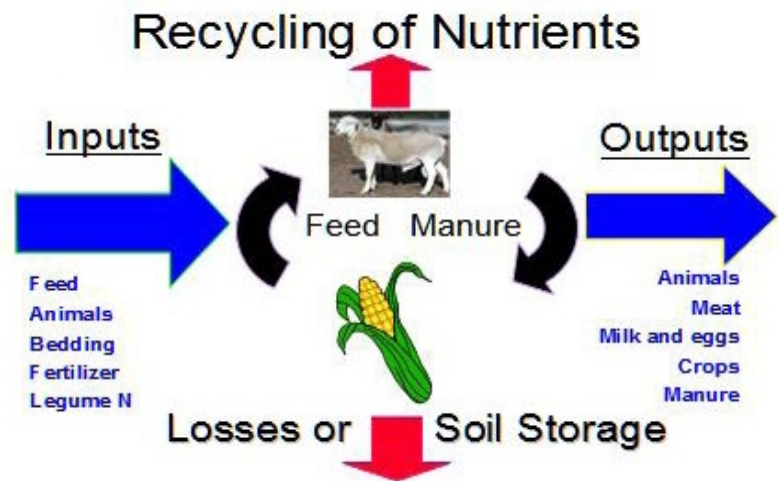 Recycling of Nutrients
Inputs
Outputs
Feed Manure
Feed
Animals
Bedding
Fertilizer
Legume N
Animals
Meat
Milk and eggs
Crops
Manure
Losses or Soil Storage